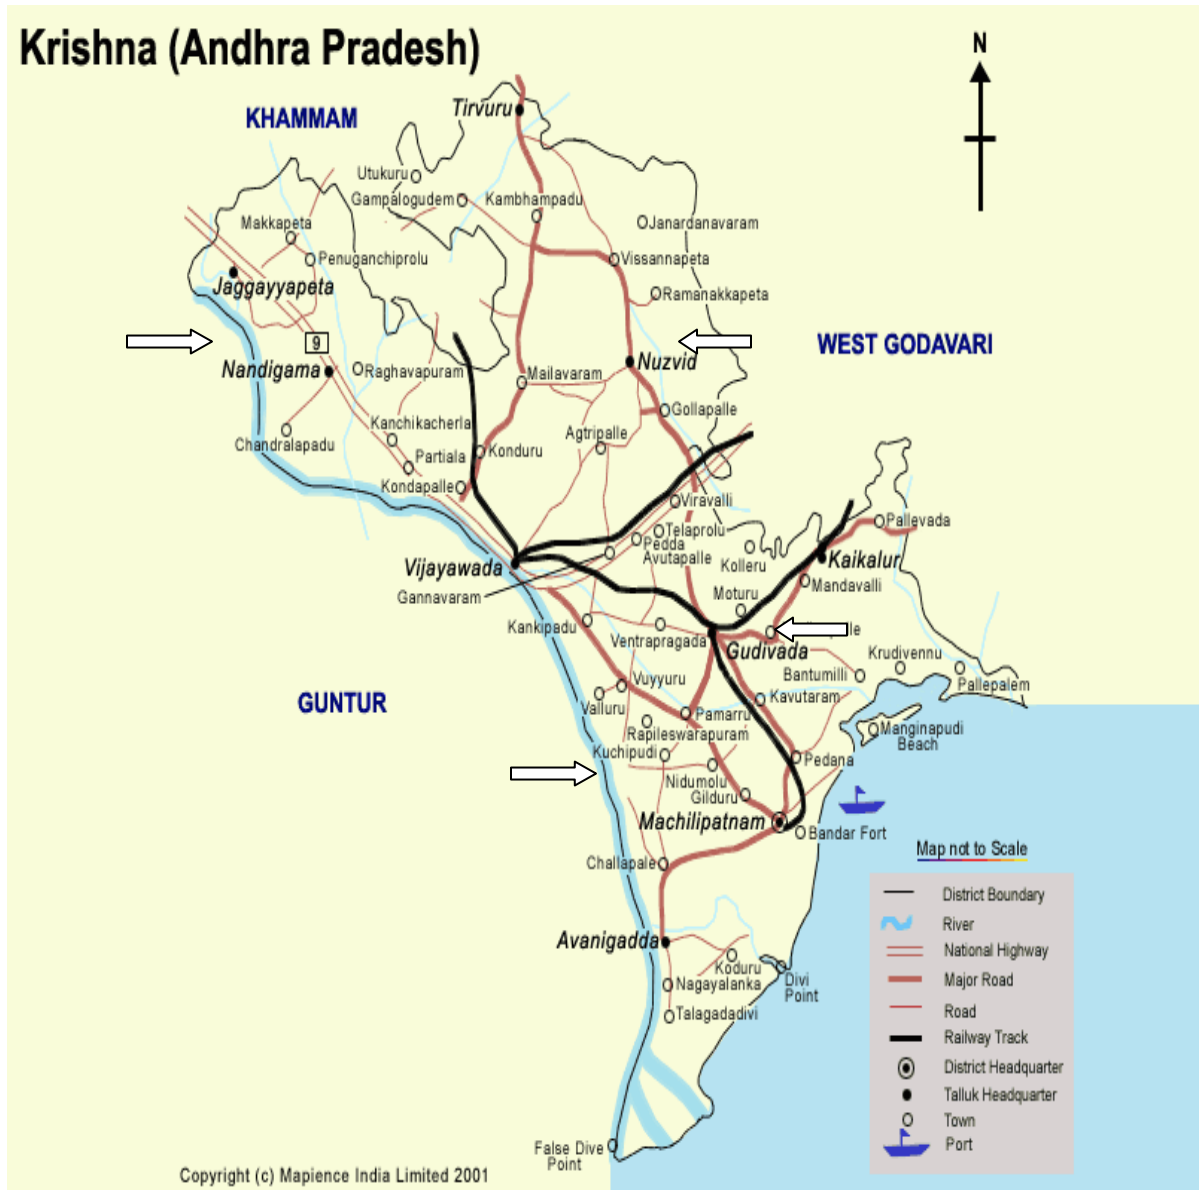 Krishna (Andhra Pradesh)
N
KHAMMAM
Tirvuru
Utukuru
Gampalogudem
Kambhampadu
Makkapeta
Janardanavaram
Penuganchiprolu
Vissannapeta
Jaggayyapeta
Ramanakkapeta
9
WEST GODAVARI
Nandigama
Raghavapuram
Mailavaram
Nuzvid
Gollapalle
Kanchikacherla
Chandralapadu
Agtripalle
Partiala
Konduru
Kondapalle
Viravalli
Pallevada
Telaprolu
Pedda
Avutapalle
Kolleru
Kaikalur
Vijayawada
Mandavalli
Gannavaram
Moturu
Kankipadu
Ventrapragada
lle
Gudivada
Krudivennu
Bantumilli
Pallepalem
GUNTUR
Vuyyuru
Valluru
Kavutaram
Pamarru
Rapileswarapuram
Manginapudi
Beach
Kuchipudi
Pedana
Nidumolu
Gilduru
Machilipatnam
Bandar Fort
Map not to Scale
Challapale
District Boundary
River
Avanigadda
National Highway
Koduru
Nagayalanka
Divi
Point
Major Road
Talagadadivi
Road
Railway Track
District Headquarter
Talluk Headquarter
Town
Port
False Dive
Point
Copyright (c) Mapience India Limited 2001